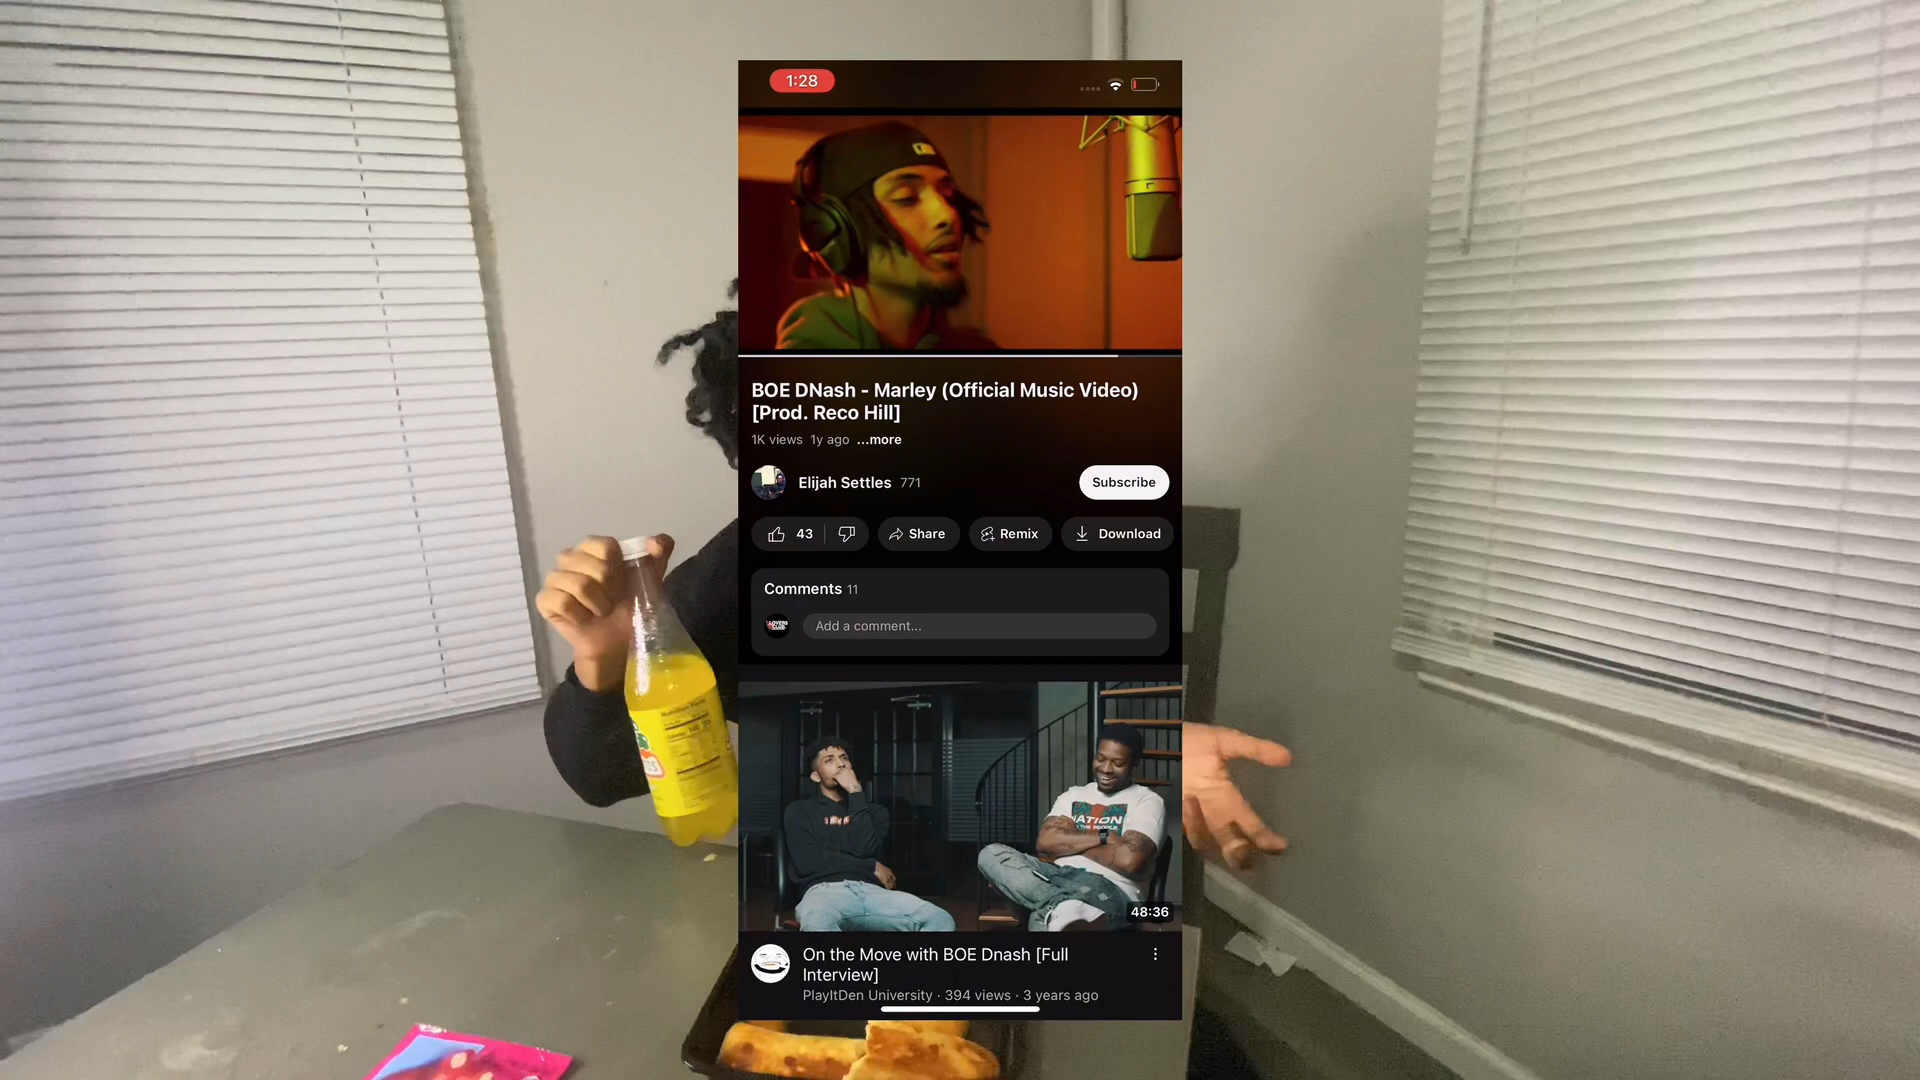 1:28
BOE DNash - Marley (Official Music Video)
[Prod. Reco Hill]
1K views 1y ago ...more
Elijah Settles 771
Subscribe
43
Share
Remix
Download
Comments 11
Add a comment...
NATION
48:36
On the Move with BOE Dnash [Full
Interview]
PlayItDen University · 394 views · 3 years ago